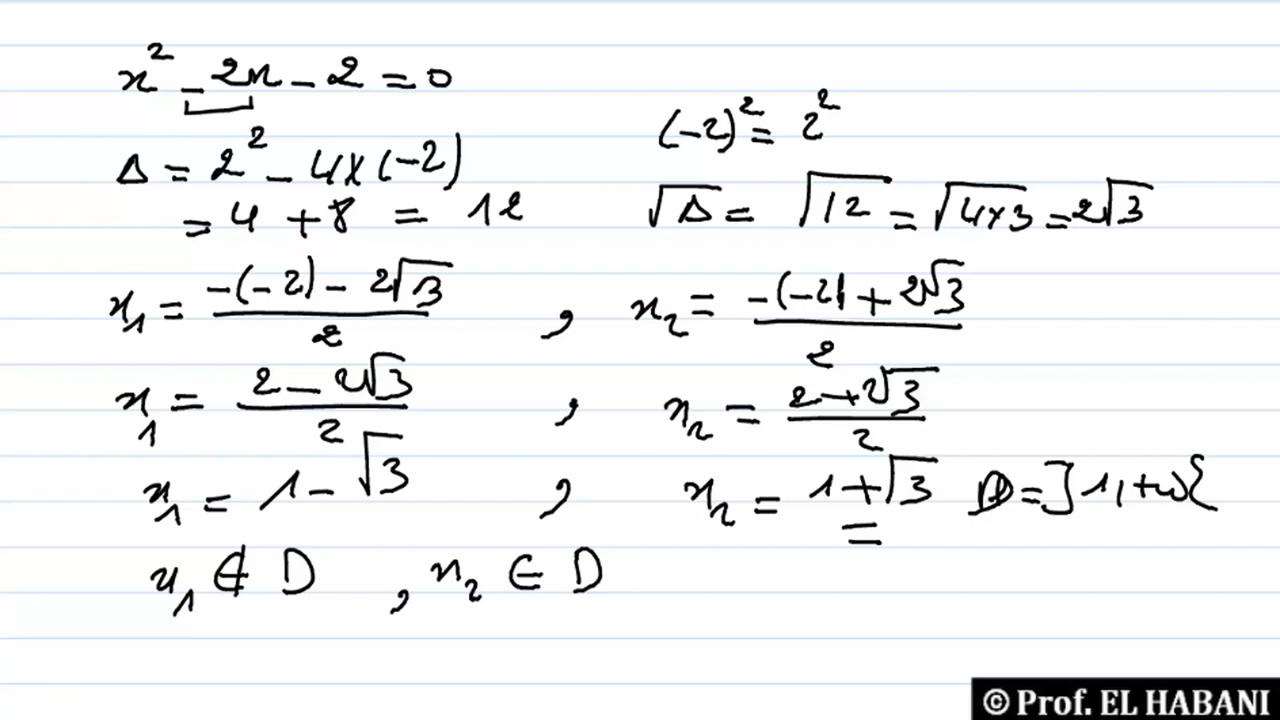 x² - 2x - 2 = 0
(-2)² = 2²
Δ = 2² - 4×(-2)
= 4 + 8 = 12
√Δ = √12 = √4×3 = 2√3
x₁ = (-(-2) - 2√3)/2 , x₂ = (-(-2) + 2√3)/2
x₁ = (2 - 2√3)/2 , x₂ = (2 + 2√3)/2
x₁ = 1 - √3 , x₂ = 1 + √3 D = ]1, +∞[
x₁ ∉ D , x₂ ∈ D
© Prof. EL HABANI